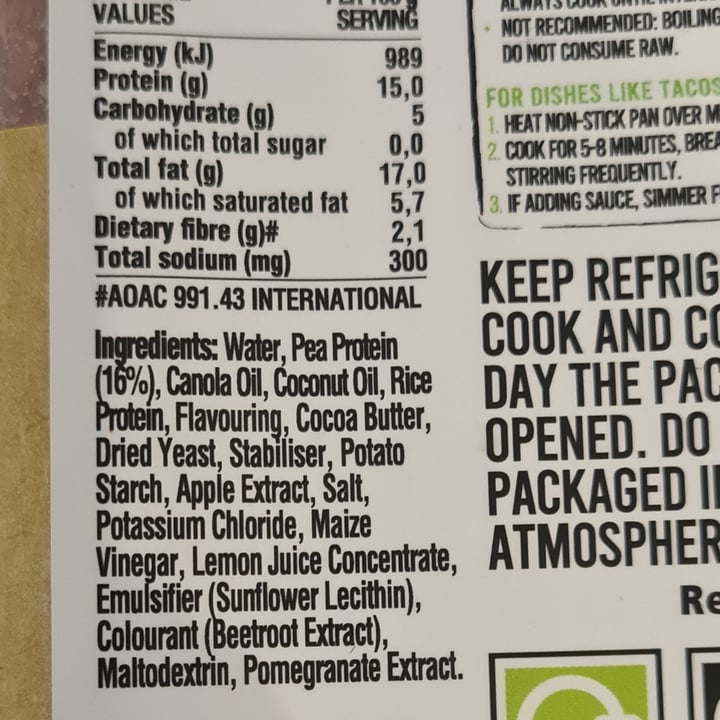 VALUES
SERVING
Energy (kJ) 989
Protein (g) 15,0
Carbohydrate (g) 5
of which total sugar 0,0
Total fat (g) 17,0
of which saturated fat 5,7
Dietary fibre (g)# 2,1
Total sodium (mg) 300
#AOAC 991.43 INTERNATIONAL
Ingredients: Water, Pea Protein
(16%), Canola Oil, Coconut Oil, Rice
Protein, Flavouring, Cocoa Butter,
Dried Yeast, Stabiliser, Potato
Starch, Apple Extract, Salt,
Potassium Chloride, Maize
Vinegar, Lemon Juice Concentrate,
Emulsifier (Sunflower Lecithin),
Colourant (Beetroot Extract),
Maltodextrin, Pomegranate Extract.
NOT RECOMMENDED: BOILING
DO NOT CONSUME RAW.
FOR DISHES LIKE TACOS
1. HEAT NON-STICK PAN OVER M
2. COOK FOR 5-8 MINUTES, BREA
STIRRING FREQUENTLY.
3. IF ADDING SAUCE, SIMMER F
KEEP REFRIG
COOK AND CO
DAY THE PAC
OPENED. DO
PACKAGED I
ATMOSPHER
Re